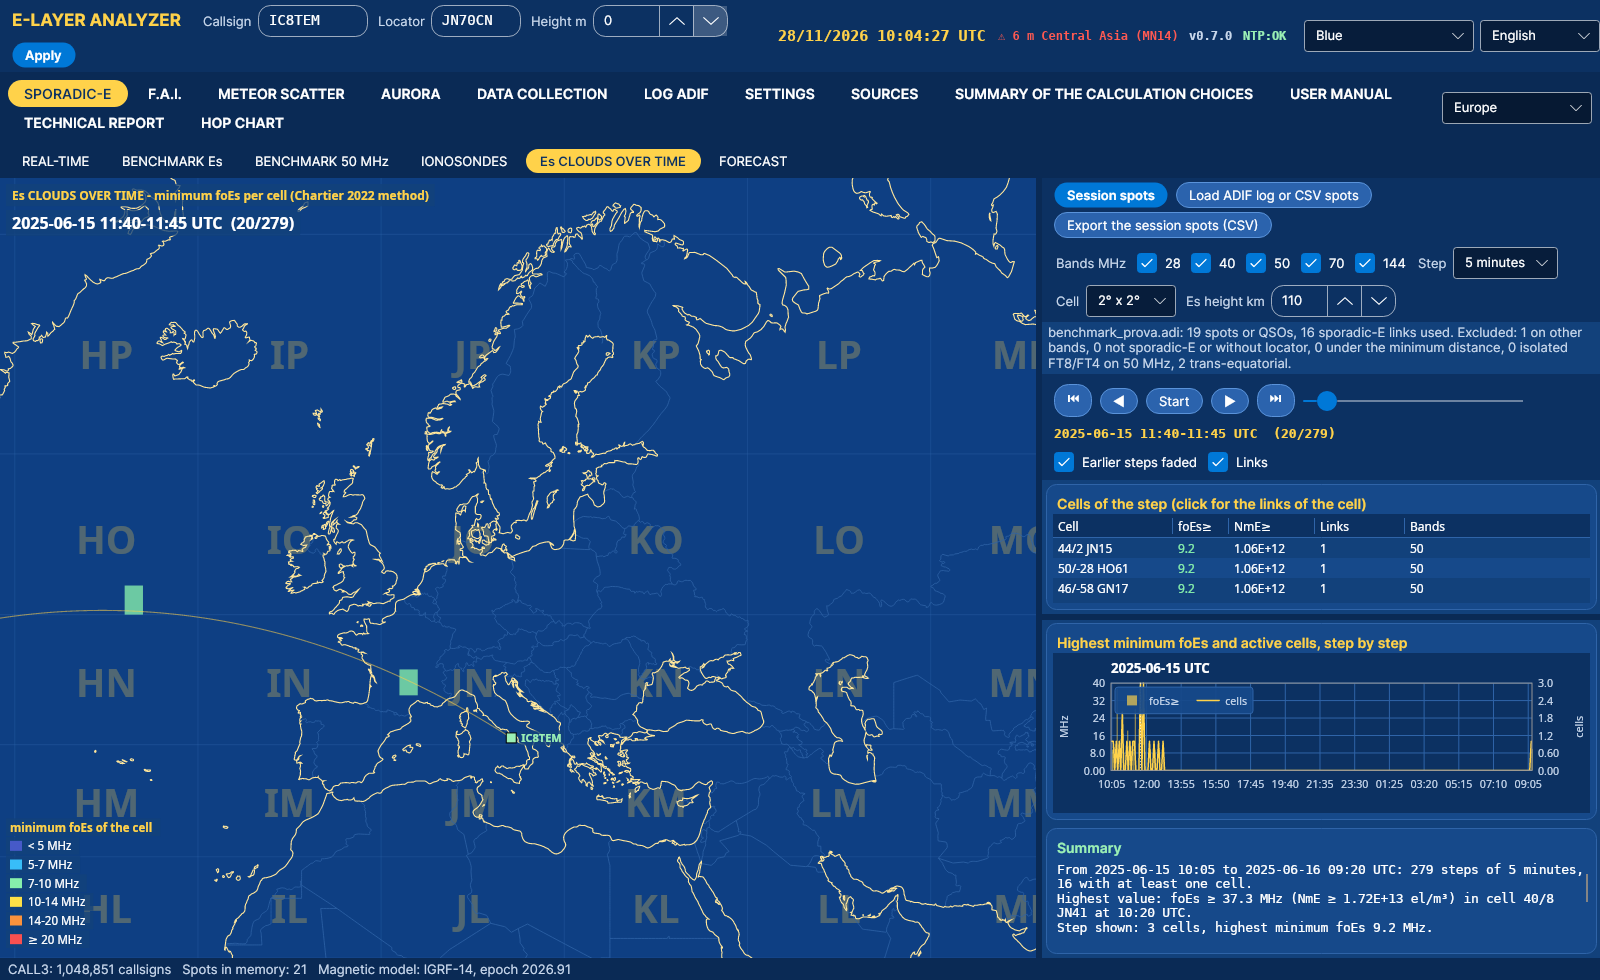 E-LAYER ANALYZER Callsign IC8TEM Locator JN70CN Height m 0
28/11/2026 10:04:27 UTC ⚠ 6 m Central Asia (MN14) v0.7.0 NTP:OK Blue English
Apply
SPORADIC-E F.A.I. METEOR SCATTER AURORA DATA COLLECTION LOG ADIF SETTINGS SOURCES SUMMARY OF THE CALCULATION CHOICES USER MANUAL
Europe
TECHNICAL REPORT HOP CHART
REAL-TIME BENCHMARK Es BENCHMARK 50 MHz IONOSONDES Es CLOUDS OVER TIME FORECAST
Es CLOUDS OVER TIME - minimum foEs per cell (Chartier 2022 method)
2025-06-15 11:40-11:45 UTC (20/279)
HP IP JP KP LP
HO IO JO KO LO MO
HN IN JN KN LN
IC8TEM
HM IM JM KM LM
HL IL JL KL
minimum foEs of the cell
< 5 MHz
5-7 MHz
7-10 MHz
10-14 MHz
14-20 MHz
≥ 20 MHz
Session spots Load ADIF log or CSV spots
Export the session spots (CSV)
Bands MHz 28 40 50 70 144 Step 5 minutes
Cell 2° x 2° Es height km 110
benchmark_prova.adi: 19 spots or QSOs, 16 sporadic-E links used. Excluded: 1 on other
bands, 0 not sporadic-E or without locator, 0 under the minimum distance, 0 isolated
FT8/FT4 on 50 MHz, 2 trans-equatorial.
⏮ ◀ Start ▶ ⏭
2025-06-15 11:40-11:45 UTC (20/279)
Earlier steps faded Links
Cells of the step (click for the links of the cell)
Cell foEs≥ NmE≥ Links Bands
44/2 JN15 9.2 1.06E+12 1 50
50/-28 HO61 9.2 1.06E+12 1 50
46/-58 GN17 9.2 1.06E+12 1 50
Highest minimum foEs and active cells, step by step
2025-06-15 UTC
foEs≥ cells
MHz
40
32
24
16
8.0
0.00
3.0
2.4
1.8
1.2
0.60
0.00
cells
10:05 12:00 13:55 15:50 17:45 19:40 21:35 23:30 01:25 03:20 05:15 07:10 09:05
Summary
From 2025-06-15 10:05 to 2025-06-16 09:20 UTC: 279 steps of 5 minutes,
16 with at least one cell.
Highest value: foEs ≥ 37.3 MHz (NmE ≥ 1.72E+13 el/m³) in cell 40/8
JN41 at 10:20 UTC.
Step shown: 3 cells, highest minimum foEs 9.2 MHz.
CALL3: 1,048,851 callsigns Spots in memory: 21 Magnetic model: IGRF-14, epoch 2026.91